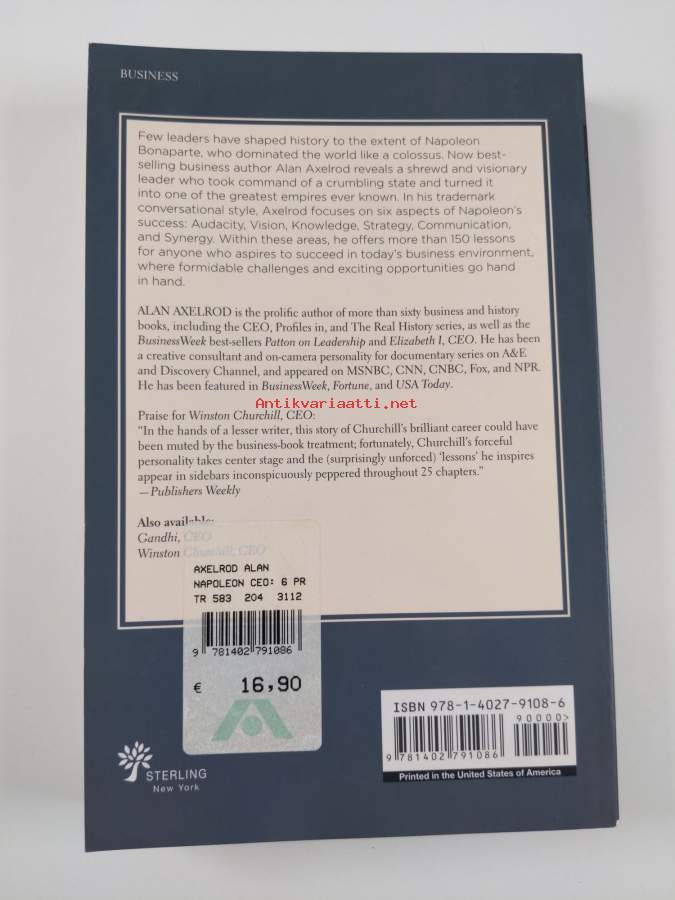 BUSINESS
Few leaders have shaped history to the extent of Napoleon
Bonaparte, who dominated the world like a colossus. Now best-
selling business author Alan Axelrod reveals a shrewd and visionary
leader who took command of a crumbling state and turned it
into one of the greatest empires ever known. In his trademark
conversational style, Axelrod focuses on six aspects of Napoleon's
success: Audacity, Vision, Knowledge, Strategy, Communication,
and Synergy. Within these areas, he offers more than 150 lessons
for anyone who aspires to succeed in today's business environment,
where formidable challenges and exciting opportunities go hand
in hand.
ALAN AXELROD is the prolific author of more than sixty business and history
books, including the CEO, Profiles in, and The Real History series, as well as the
BusinessWeek best-sellers Patton on Leadership and Elizabeth I, CEO. He has been
a creative consultant and on-camera personality for documentary series on A&E
and Discovery Channel, and appeared on MSNBC, CNN, CNBC, Fox, and NPR.
He has been featured in BusinessWeek, Fortune, and USA Today.
Antikvariaatti.net
Praise for Winston Churchill, CEO:
"In the hands of a lesser writer, this story of Churchill's brilliant career could have
been muted by the business-book treatment; fortunately, Churchill's forceful
personality takes center stage and the (surprisingly unforced) 'lessons' he inspires
appear in sidebars inconspicuously peppered throughout 25 chapters."
—Publishers Weekly
Also available:
Gandhi, CEO
Winston Churchill, CEO
AXELROD ALAN
NAPOLEON CEO: 6 PR
TR 583 204 3112
9 781402 791086
€ 16,90
ISBN 978-1-4027-9108-6
90000>
9 781402 791086
Printed in the United States of America
STERLING
New York